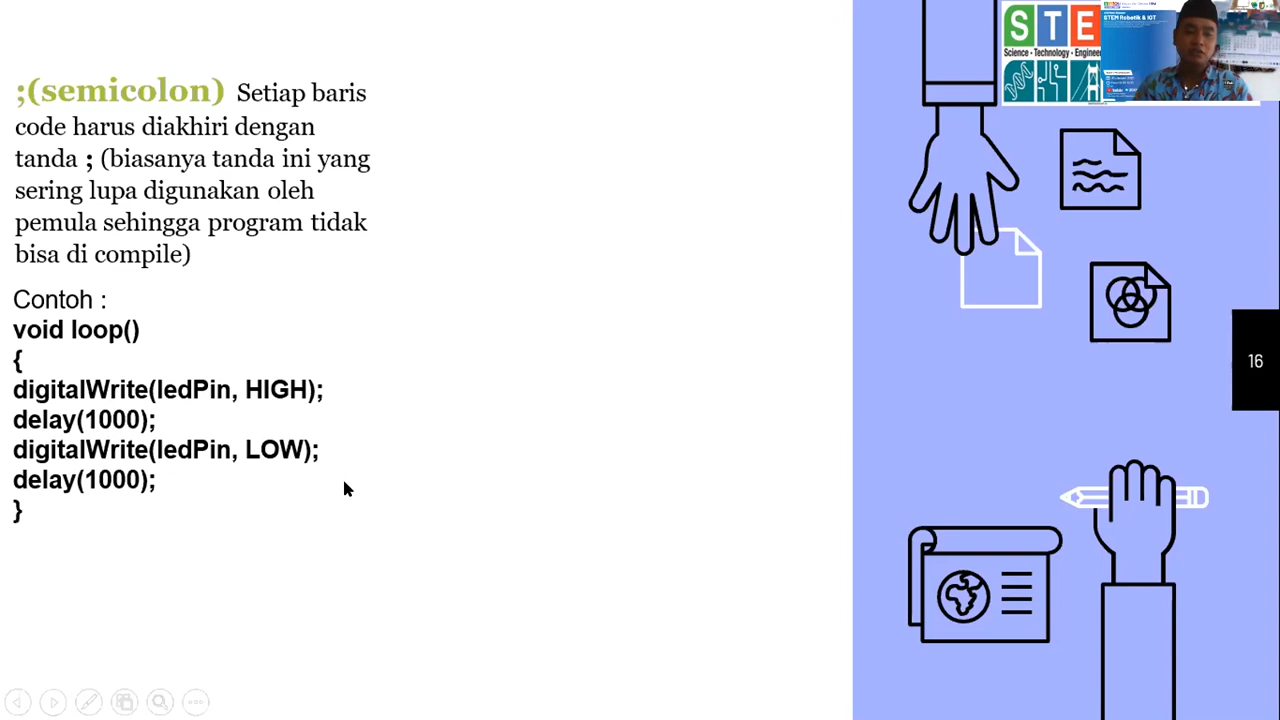 ;(semicolon) Setiap baris
code harus diakhiri dengan
tanda ; (biasanya tanda ini yang
sering lupa digunakan oleh
pemula sehingga program tidak
bisa di compile)
Contoh :
void loop()
{
digitalWrite(ledPin, HIGH);
delay(1000);
digitalWrite(ledPin, LOW);
delay(1000);
}
STE
Science - Technology - Engineer
STEM Robotik & IOT
16